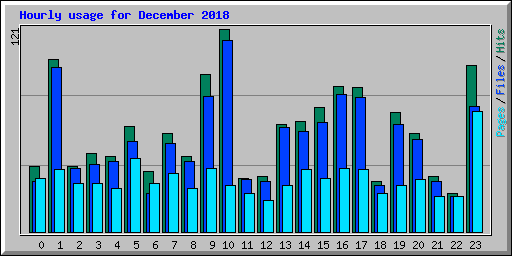 Hourly usage for December 2018
121
Pages / Files / Hits
0 1 2 3 4 5 6 7 8 9 10 11 12 13 14 15 16 17 18 19 20 21 22 23